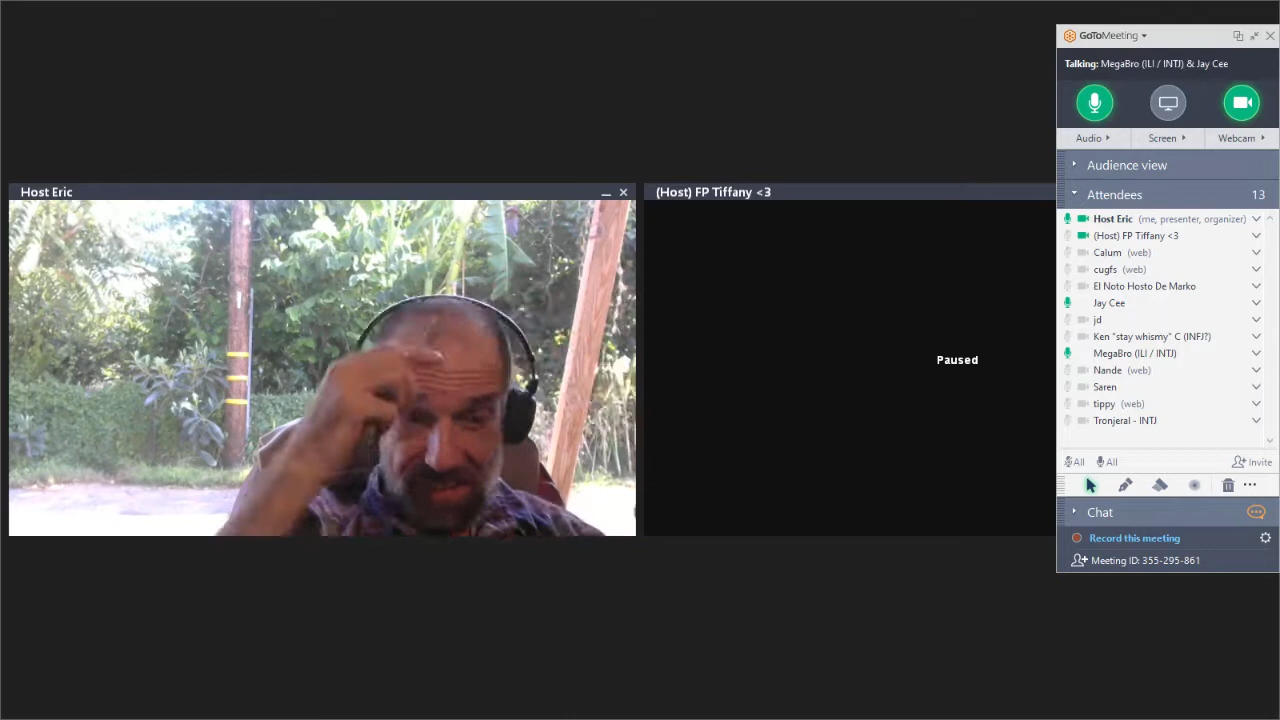 GoToMeeting
Talking: MegaBro (ILI / INTJ) & Jay Cee
Audio
Screen
Webcam
Audience view
Attendees 13
Host Eric (me, presenter, organizer)
(Host) FP Tiffany <3
Calum (web)
cugfs (web)
El Noto Hosto De Marko
Jay Cee
jd
Ken "stay whismy" C (INFJ?)
MegaBro (ILI / INTJ)
Nande (web)
Saren
tippy (web)
Tronjeral - INTJ
All All Invite
Chat
Record this meeting
Meeting ID: 355-295-861
Host Eric
(Host) FP Tiffany <3
Paused